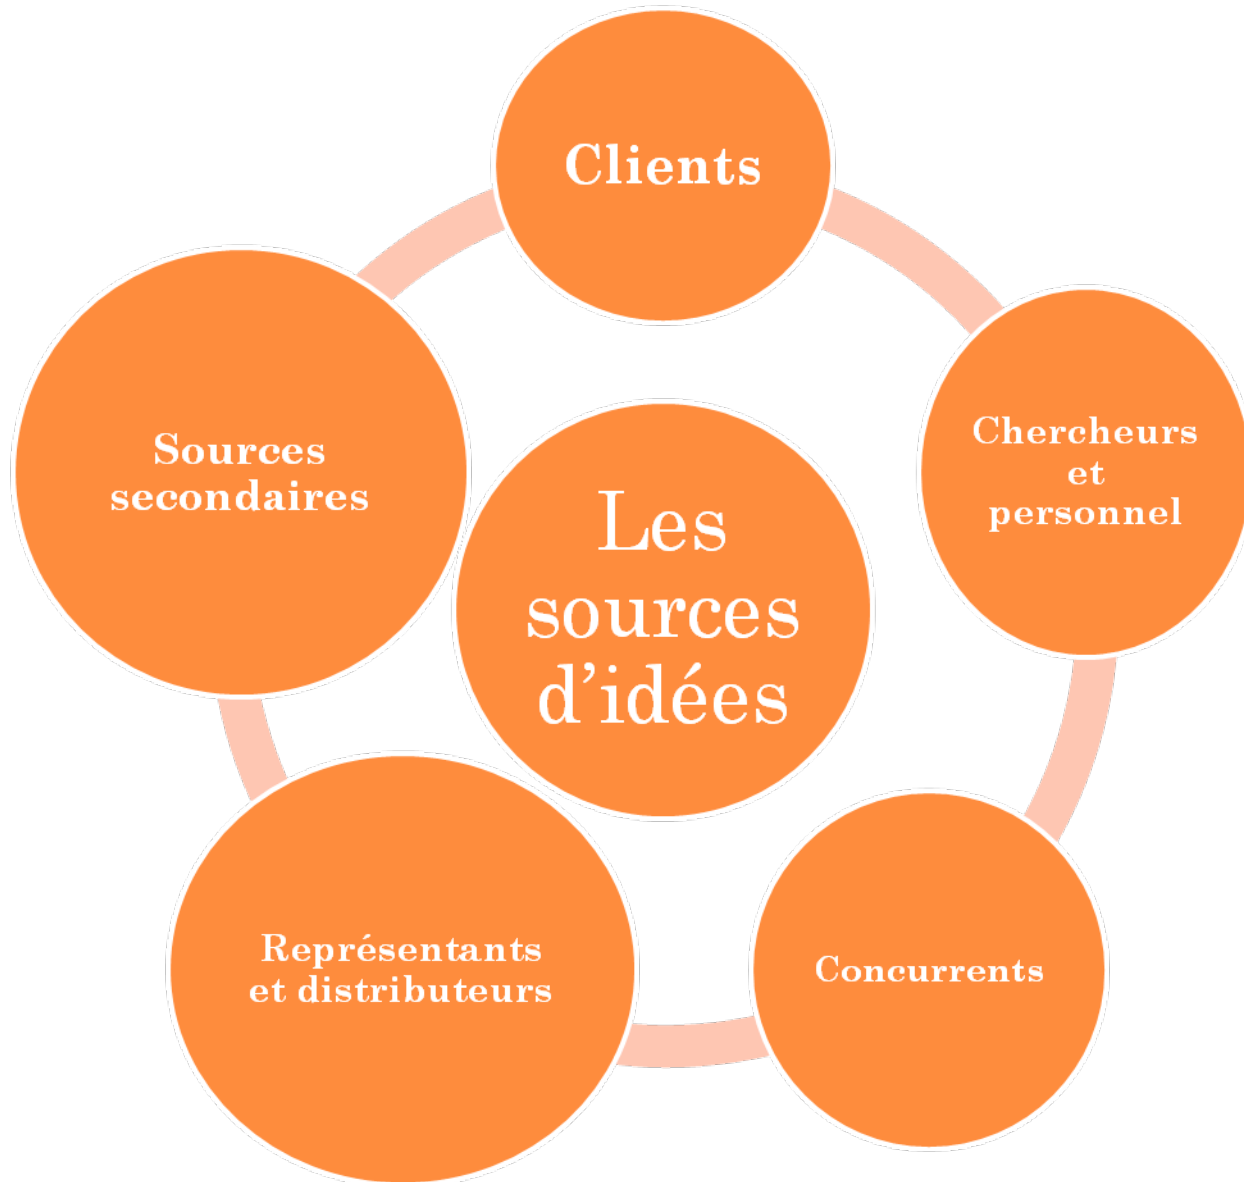 Clients
Chercheurs
et
personnel
Concurrents
Représentants
et distributeurs
Sources
secondaires
Les
sources
d’idées